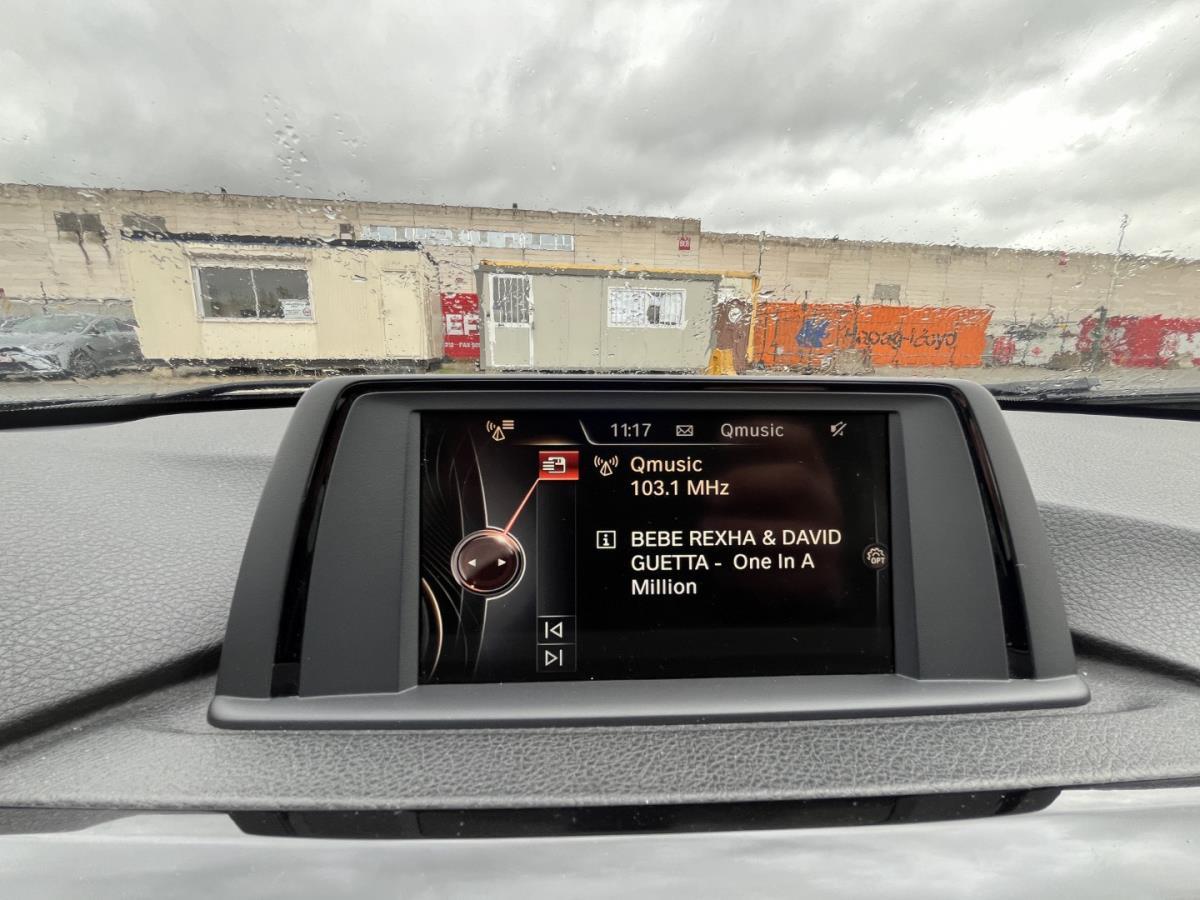 Hapag-Lloyd
11:17 Qmusic
Qmusic
103.1 MHz
BEBE REXHA & DAVID
GUETTA - One In A
Million
OPT